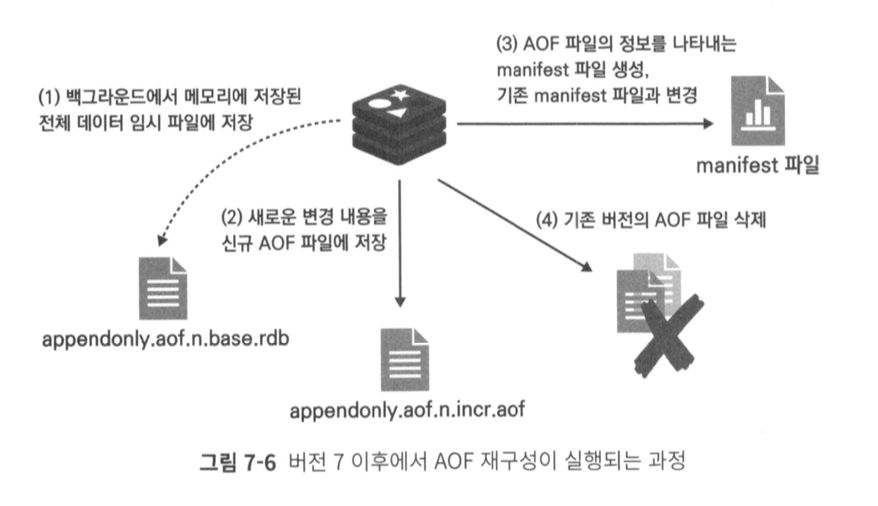 (1) 백그라운드에서 메모리에 저장된
전체 데이터 임시 파일에 저장
(3) AOF 파일의 정보를 나타내는
manifest 파일 생성,
기존 manifest 파일과 변경
manifest 파일
(2) 새로운 변경 내용을
신규 AOF 파일에 저장
(4) 기존 버전의 AOF 파일 삭제
appendonly.aof.n.base.rdb
appendonly.aof.n.incr.aof
그림 7-6 버전 7 이후에서 AOF 재구성이 실행되는 과정